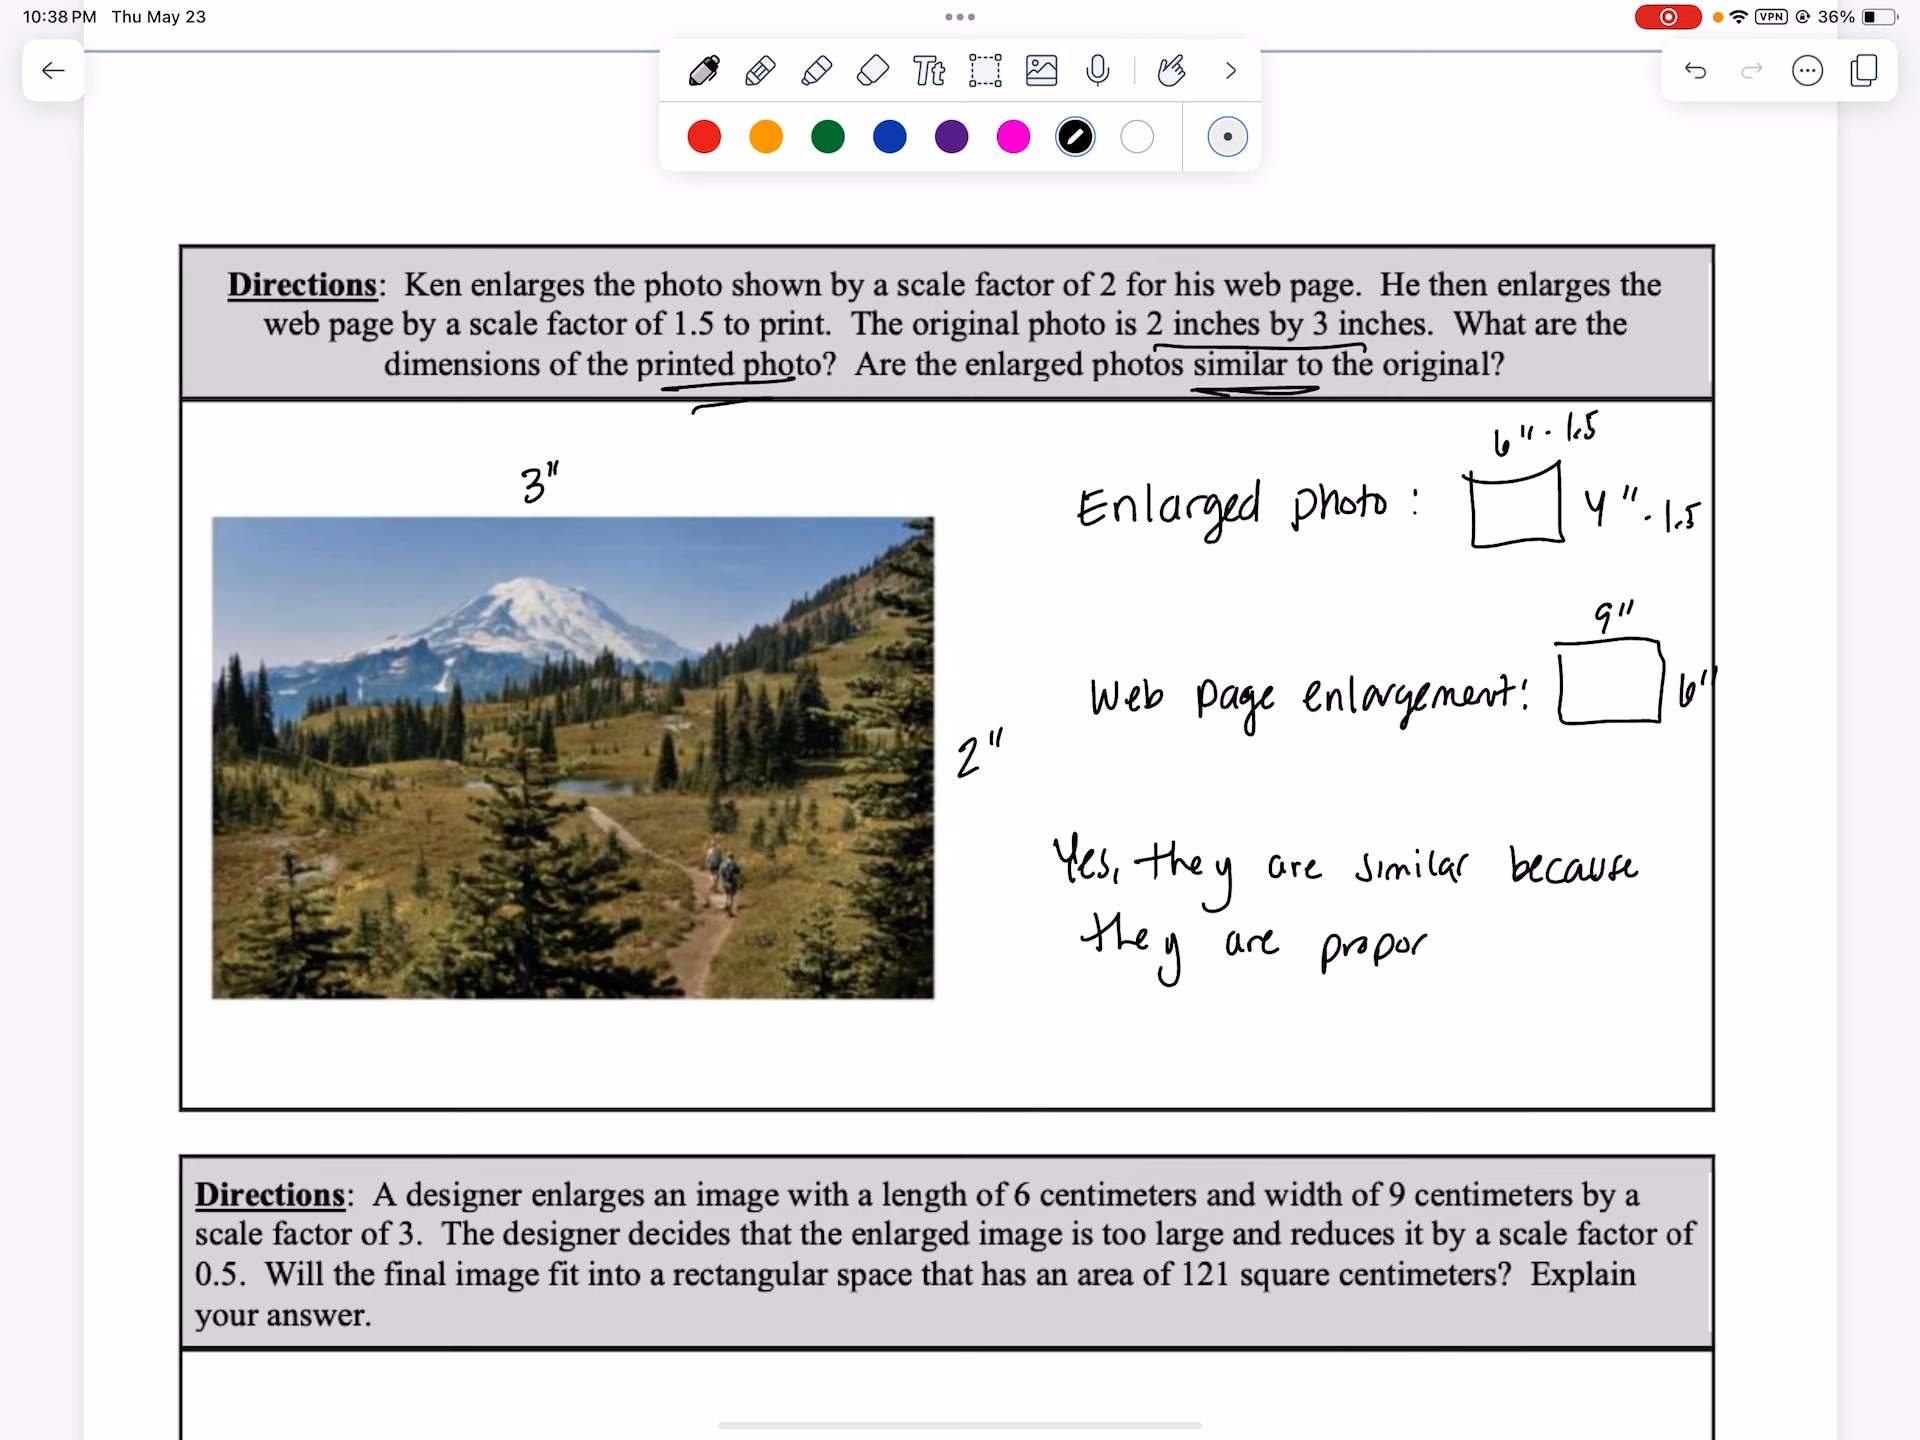 10:38 PM Thu May 23
VPN 36%
Tt
Directions: Ken enlarges the photo shown by a scale factor of 2 for his web page. He then enlarges the
web page by a scale factor of 1.5 to print. The original photo is 2 inches by 3 inches. What are the
dimensions of the printed photo? Are the enlarged photos similar to the original?
6" · 1.5
3"
Enlarged photo : 4" · 1.5
9"
Web page enlargement: 6"
2"
Yes, they are similar because
they are propor
Directions: A designer enlarges an image with a length of 6 centimeters and width of 9 centimeters by a
scale factor of 3. The designer decides that the enlarged image is too large and reduces it by a scale factor of
0.5. Will the final image fit into a rectangular space that has an area of 121 square centimeters? Explain
your answer.